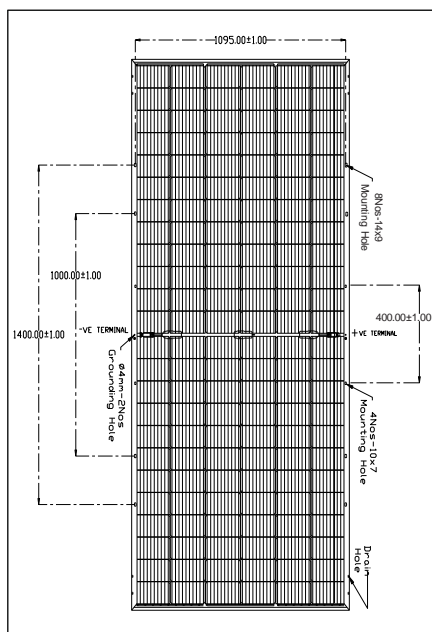 1095.00±1.00
8Nos-14x9
Mounting Hole
1000.00±1.00
400.00±1.00
1400.00±1.00
-VE TERMINAL
+VE TERMINAL
Ø4mm-2Nos
Grounding Hole
4Nos-10x7
Mounting Hole
Drain
Hole